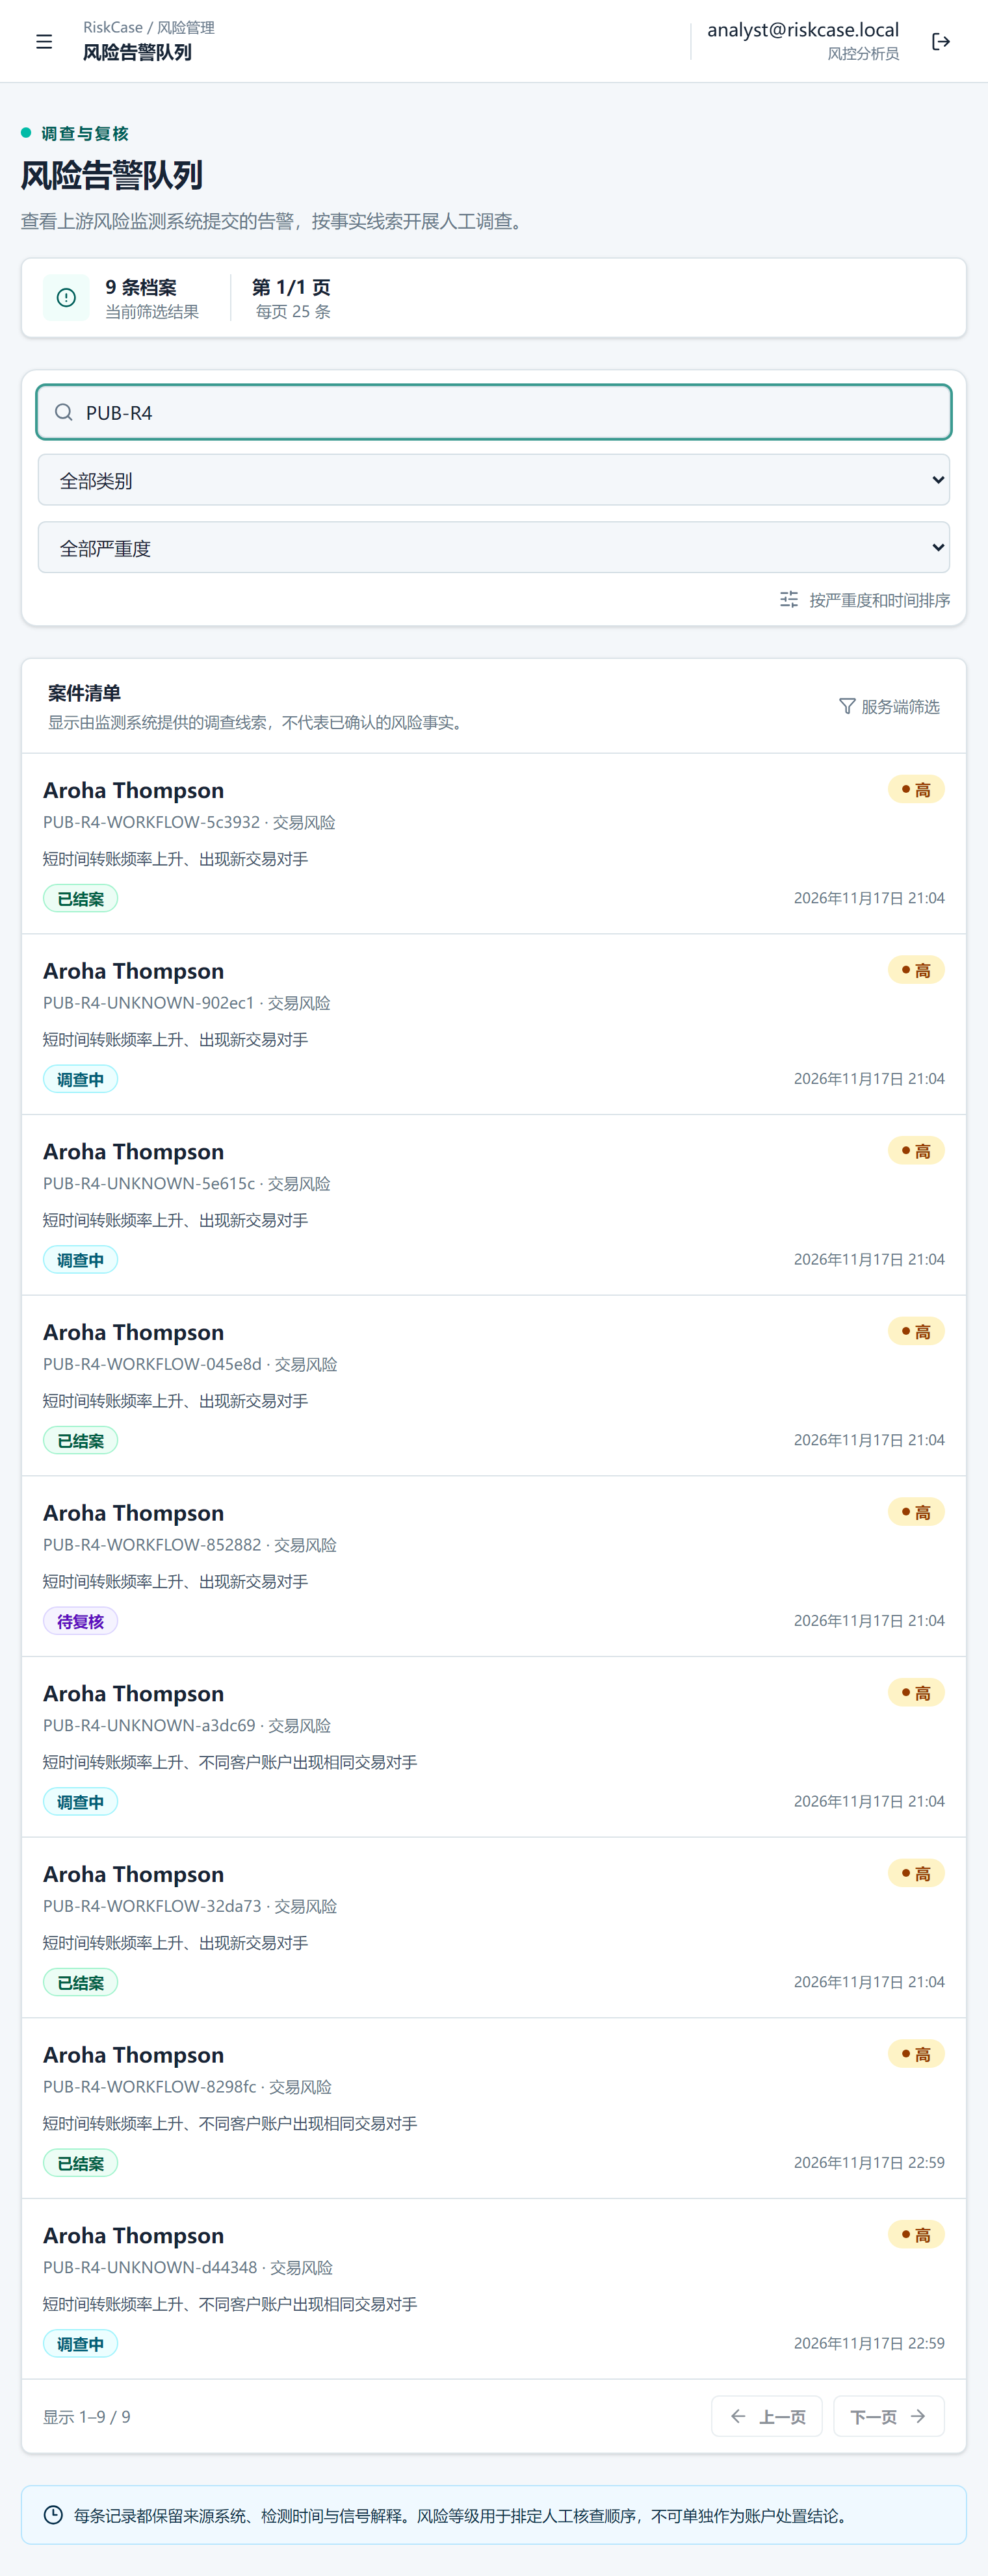 RiskCase / 风险管理
风险告警队列
analyst@riskcase.local
风控分析员
调查与复核
风险告警队列
查看上游风险监测系统提交的告警，按事实线索开展人工调查。
9 条档案
当前筛选结果
第 1/1 页
每页 25 条
PUB-R4
全部类别
全部严重度
按严重度和时间排序
案件清单
显示由监测系统提供的调查线索，不代表已确认的风险事实。
服务端筛选
Aroha Thompson
高
PUB-R4-WORKFLOW-5c3932 · 交易风险
短时间转账频率上升、出现新交易对手
已结案
2026年11月17日 21:04
Aroha Thompson
高
PUB-R4-UNKNOWN-902ec1 · 交易风险
短时间转账频率上升、出现新交易对手
调查中
2026年11月17日 21:04
Aroha Thompson
高
PUB-R4-UNKNOWN-5e615c · 交易风险
短时间转账频率上升、出现新交易对手
调查中
2026年11月17日 21:04
Aroha Thompson
高
PUB-R4-WORKFLOW-045e8d · 交易风险
短时间转账频率上升、出现新交易对手
已结案
2026年11月17日 21:04
Aroha Thompson
高
PUB-R4-WORKFLOW-852882 · 交易风险
短时间转账频率上升、出现新交易对手
待复核
2026年11月17日 21:04
Aroha Thompson
高
PUB-R4-UNKNOWN-a3dc69 · 交易风险
短时间转账频率上升、不同客户账户出现相同交易对手
调查中
2026年11月17日 21:04
Aroha Thompson
高
PUB-R4-WORKFLOW-32da73 · 交易风险
短时间转账频率上升、出现新交易对手
已结案
2026年11月17日 21:04
Aroha Thompson
高
PUB-R4-WORKFLOW-8298fc · 交易风险
短时间转账频率上升、不同客户账户出现相同交易对手
已结案
2026年11月17日 22:59
Aroha Thompson
高
PUB-R4-UNKNOWN-d44348 · 交易风险
短时间转账频率上升、不同客户账户出现相同交易对手
调查中
2026年11月17日 22:59
显示 1–9 / 9
上一页
下一页
每条记录都保留来源系统、检测时间与信号解释。风险等级用于排定人工核查顺序，不可单独作为账户处置结论。